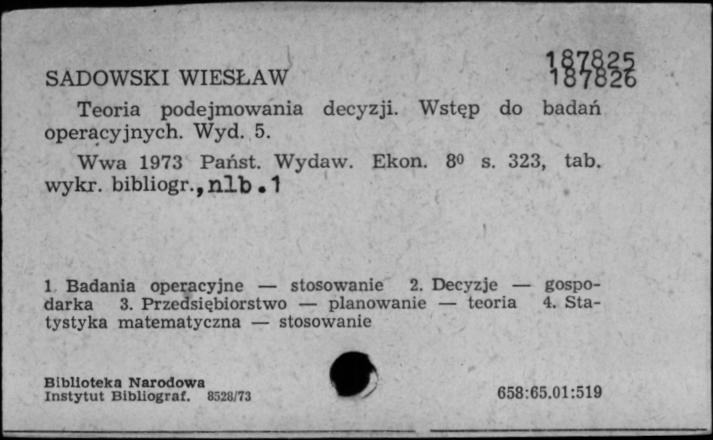 187825
SADOWSKI WIESŁAW 187826
Teoria podejmowania decyzji. Wstęp do badań
operacyjnych. Wyd. 5.
Wwa 1973 Państ. Wydaw. Ekon. 8⁰ s. 323, tab.
wykr. bibliogr., nlb.1
1 Badania operacyjne — stosowanie 2. Decyzje — gospo-
darka 3. Przedsiębiorstwo — planowanie — teoria 4. Sta-
tystyka matematyczna — stosowanie
Biblioteka Narodowa
Instytut Bibliograf. 8528/73 658:65.01:519